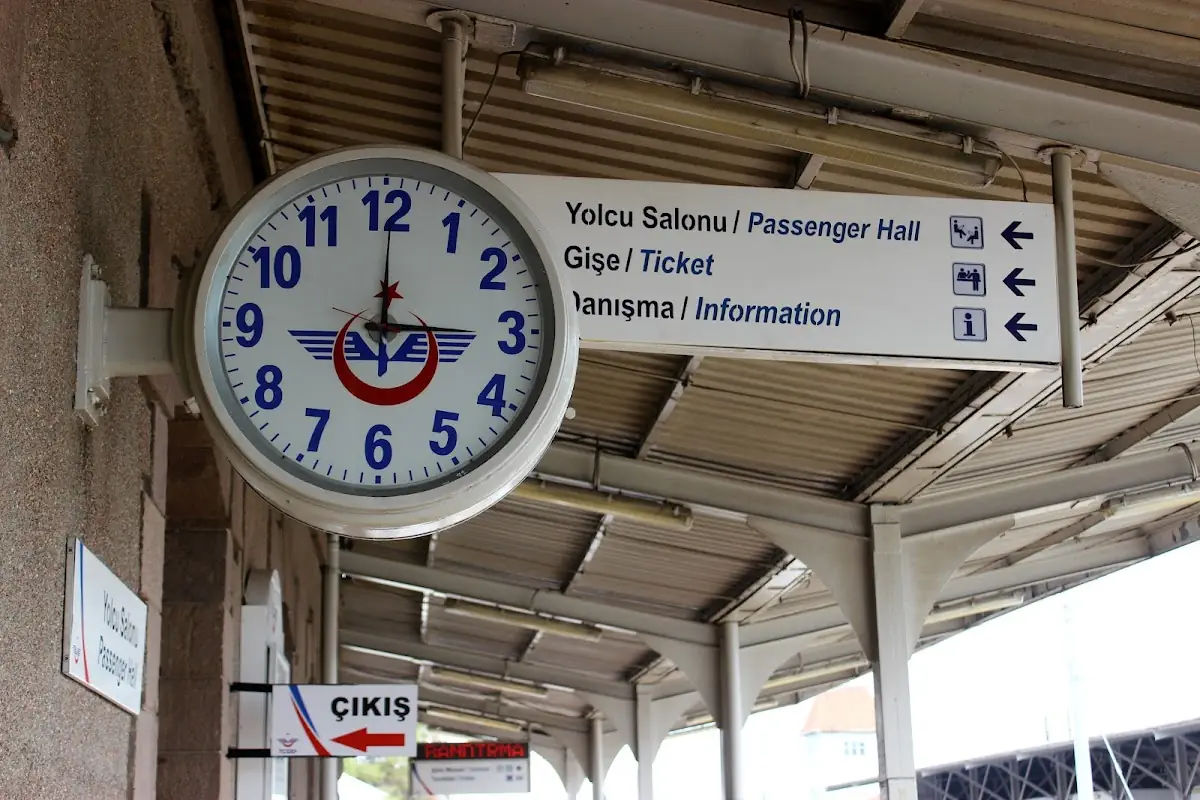 12
1
2
3
4
5
6
7
8
9
10
11
Yolcu Salonu / Passenger Hall
Gişe / Ticket
Danışma / Information
i
Yolcu Salonu
Passenger Hall
ÇIKIŞ
TCDD